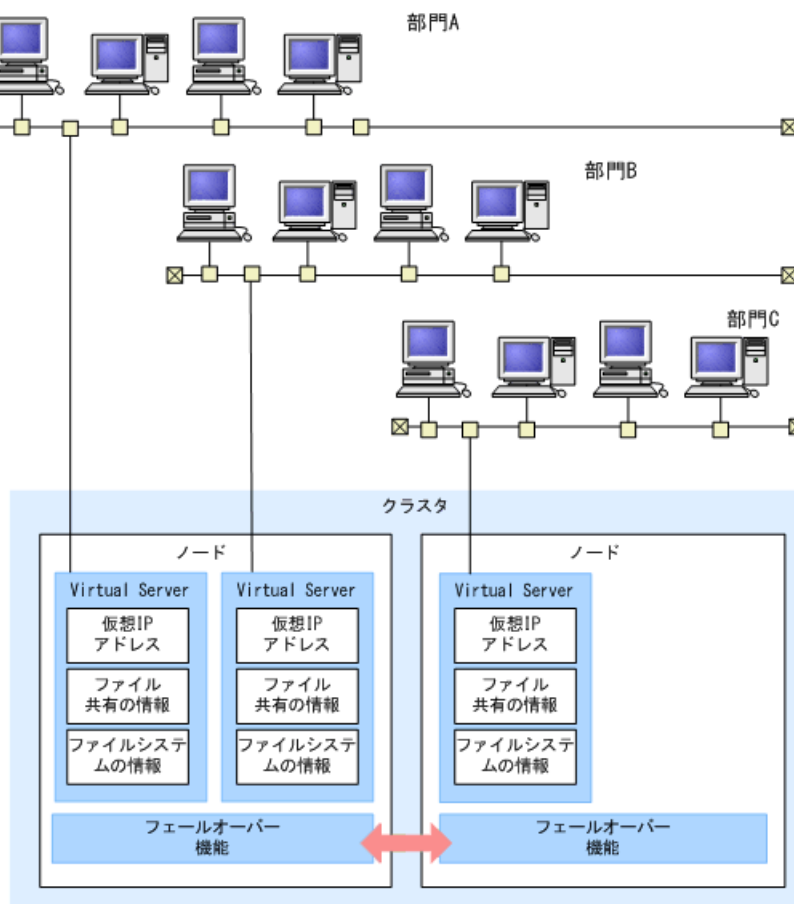 部門A
部門B
部門C
クラスタ
ノード
Virtual Server
仮想IP
アドレス
ファイル
共有の情報
ファイルシステ
ムの情報
Virtual Server
仮想IP
アドレス
ファイル
共有の情報
ファイルシステ
ムの情報
フェールオーバー
機能
ノード
Virtual Server
仮想IP
アドレス
ファイル
共有の情報
ファイルシステ
ムの情報
フェールオーバー
機能